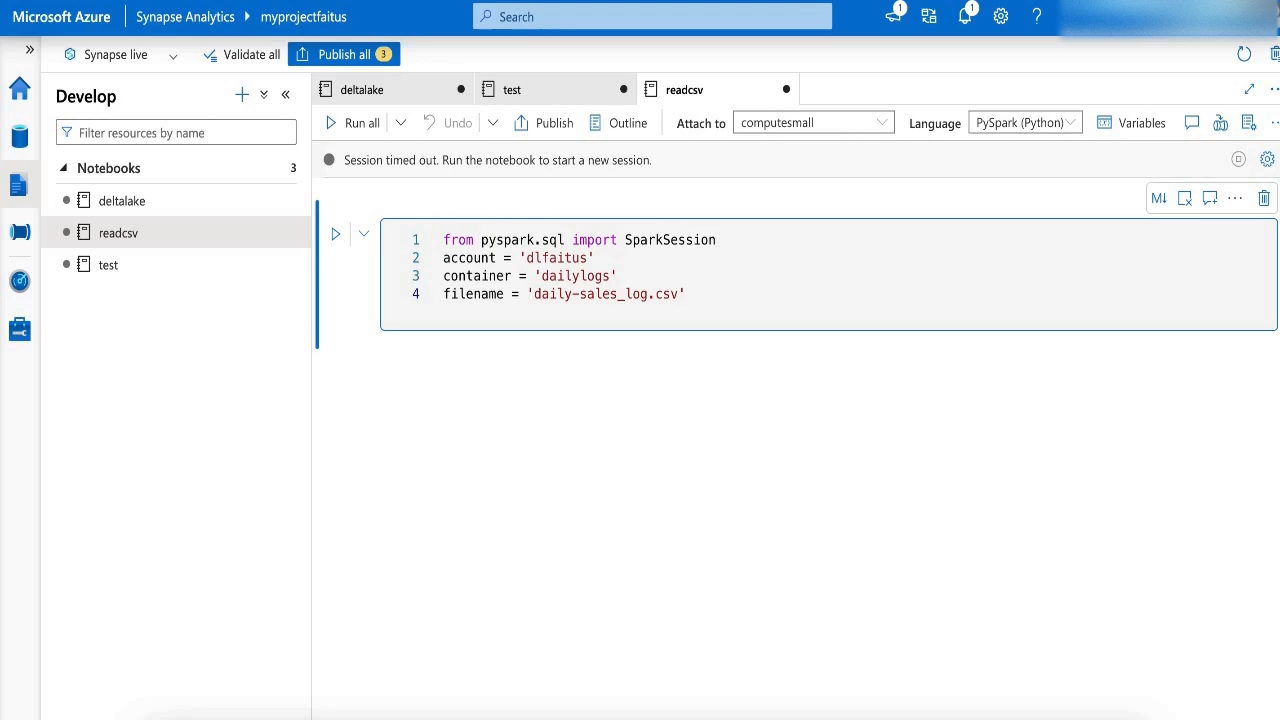 Microsoft Azure Synapse Analytics myprojectfaitus Search 1 1 ?
Synapse live Validate all Publish all 3
Develop
deltalake test readcsv
Run all Undo Publish Outline Attach to computesmall Language PySpark (Python) Variables
Filter resources by name
Session timed out. Run the notebook to start a new session.
Notebooks 3
deltalake
readcsv
test
M↓
1 from pyspark.sql import SparkSession
2 account = 'dlfaitus'
3 container = 'dailylogs'
4 filename = 'daily-sales_log.csv'